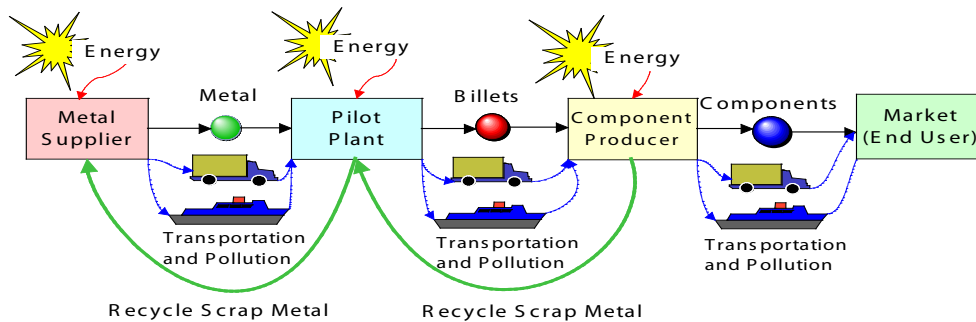 Energy
Energy
Energy
Metal
Billets
Components
Metal
Supplier
Pilot
Plant
Component
Producer
Market
(End User)
Transportation
and Pollution
Transportation
and Pollution
Transportation
and Pollution
Recycle Scrap Metal
Recycle Scrap Metal